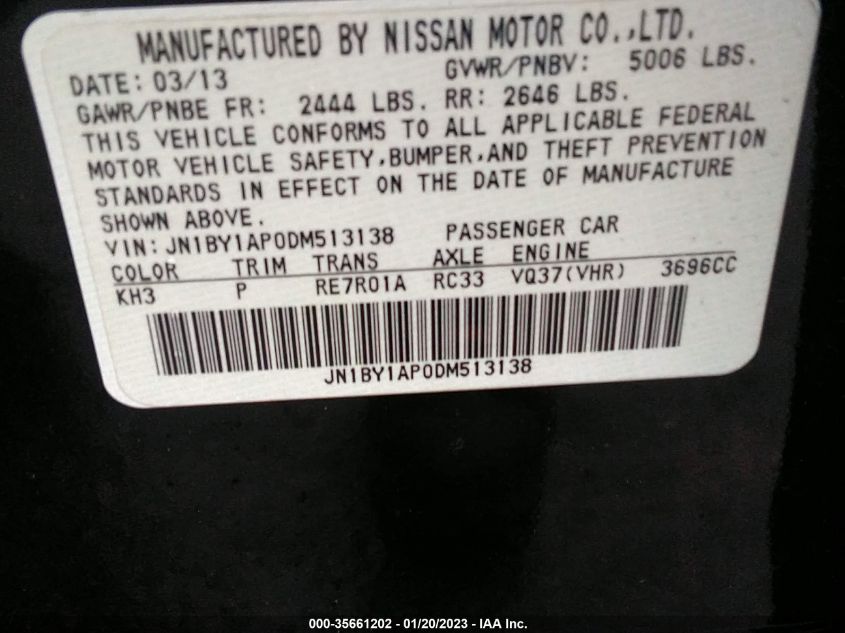 MANUFACTURED BY NISSAN MOTOR CO.,LTD.
DATE: 03/13 GVWR/PNBV: 5006 LBS.
GAWR/PNBE FR: 2444 LBS. RR: 2646 LBS.
THIS VEHICLE CONFORMS TO ALL APPLICABLE FEDERAL
MOTOR VEHICLE SAFETY,BUMPER,AND THEFT PREVENTION
STANDARDS IN EFFECT ON THE DATE OF MANUFACTURE
SHOWN ABOVE.
VIN: JN1BY1AP0DM513138 PASSENGER CAR
COLOR TRIM TRANS AXLE ENGINE
KH3 P RE7R01A RC33 VQ37(VHR) 3696CC
JN1BY1AP0DM513138
000-35661202 - 01/20/2023 - IAA Inc.